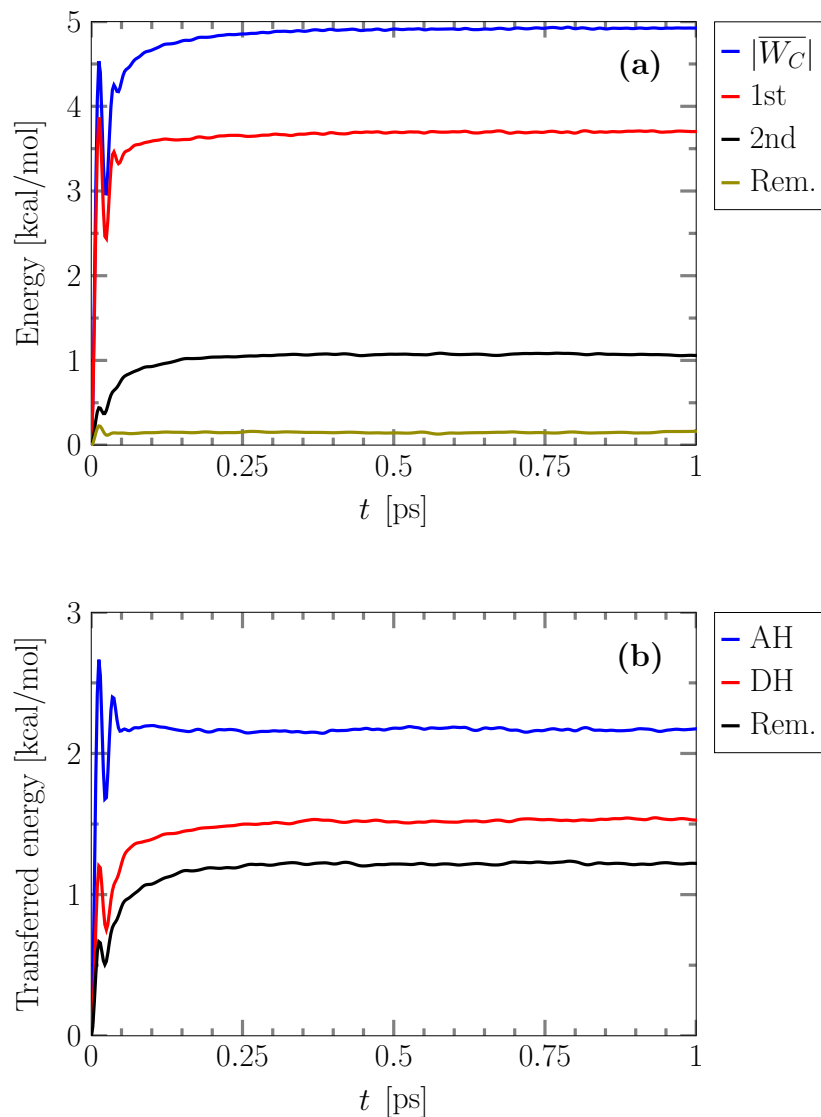 5
4
3
2
1
0
Energy [kcal/mol]
0
0.25
0.5
0.75
1
t [ps]
(a)
|W_C|
1st
2nd
Rem.
3
2
1
0
Transferred energy [kcal/mol]
0
0.25
0.5
0.75
1
t [ps]
(b)
AH
DH
Rem.